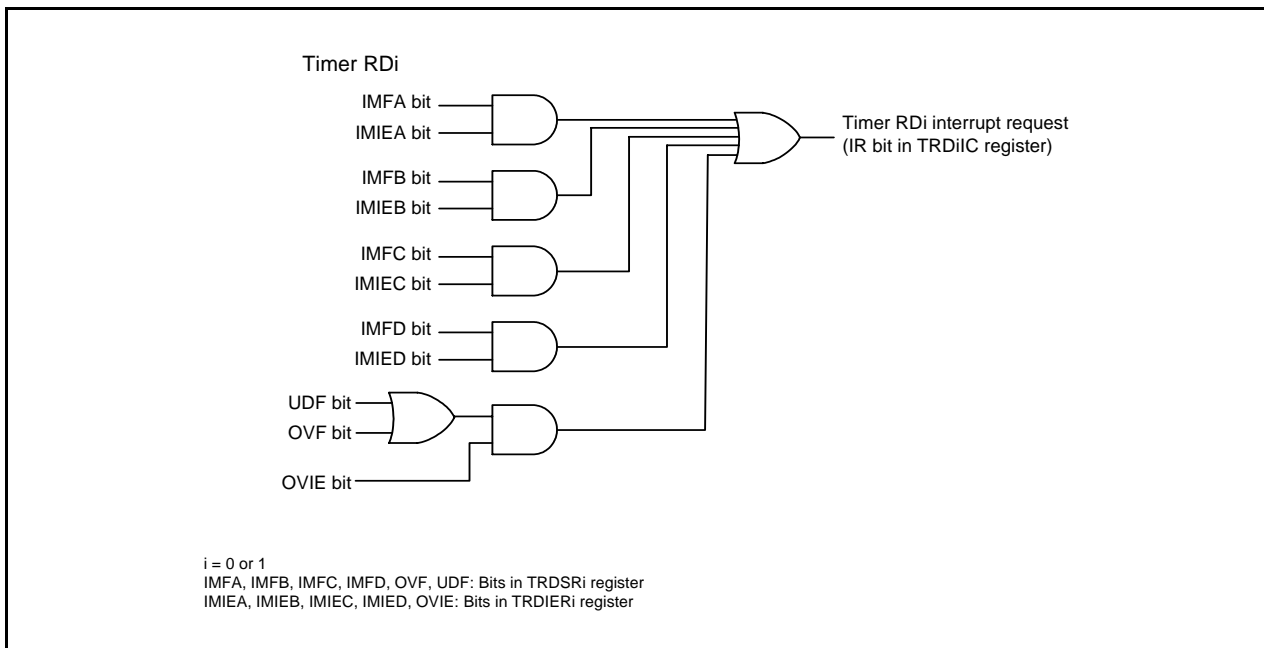 Timer RDi
IMFA bit
IMIEA bit
Timer RDi interrupt request
(IR bit in TRDiIC register)
IMFB bit
IMIEB bit
IMFC bit
IMIEC bit
IMFD bit
IMIED bit
UDF bit
OVF bit
OVIE bit
i = 0 or 1
IMFA, IMFB, IMFC, IMFD, OVF, UDF: Bits in TRDSRi register
IMIEA, IMIEB, IMIEC, IMIED, OVIE: Bits in TRDIERi register